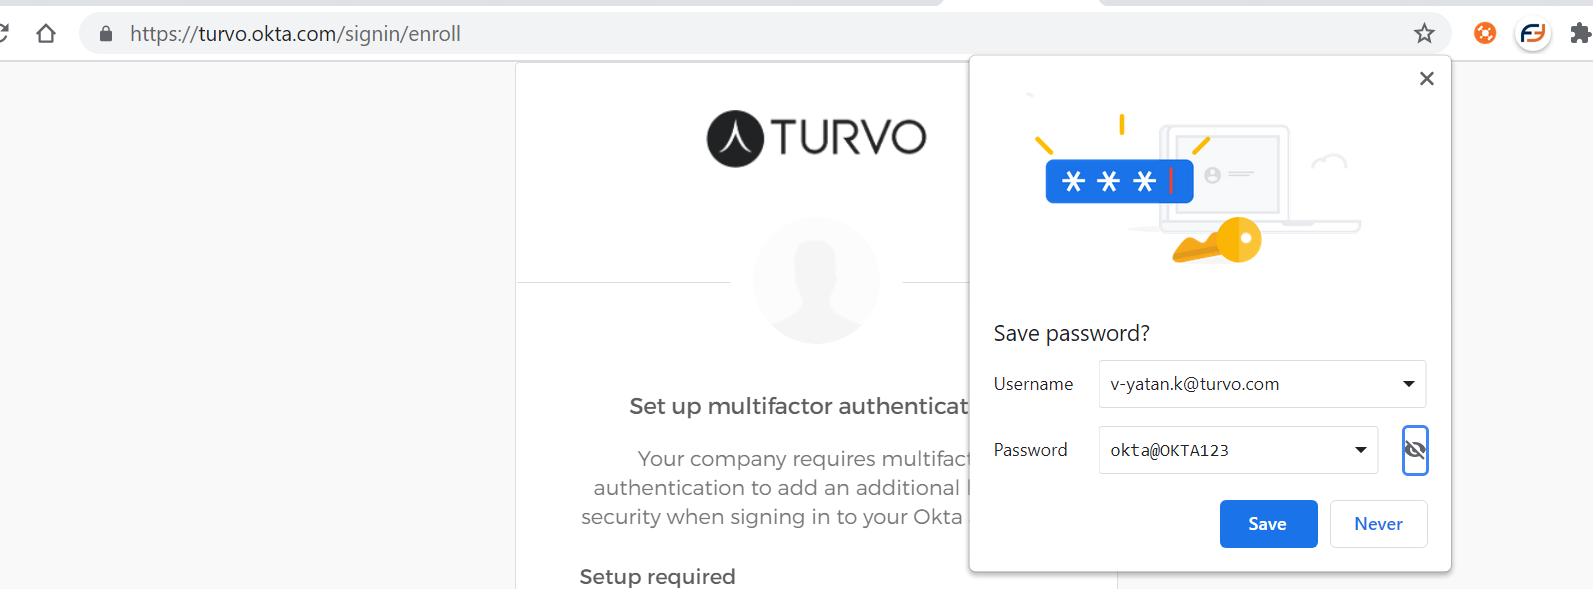 https://turvo.okta.com/signin/enroll
TURVO
Set up multifactor authenticat
Your company requires multifact
authentication to add an additional
security when signing in to your Okta
Setup required
* * *
Save password?
Username v-yatan.k@turvo.com
Password okta@OKTA123
Save Never